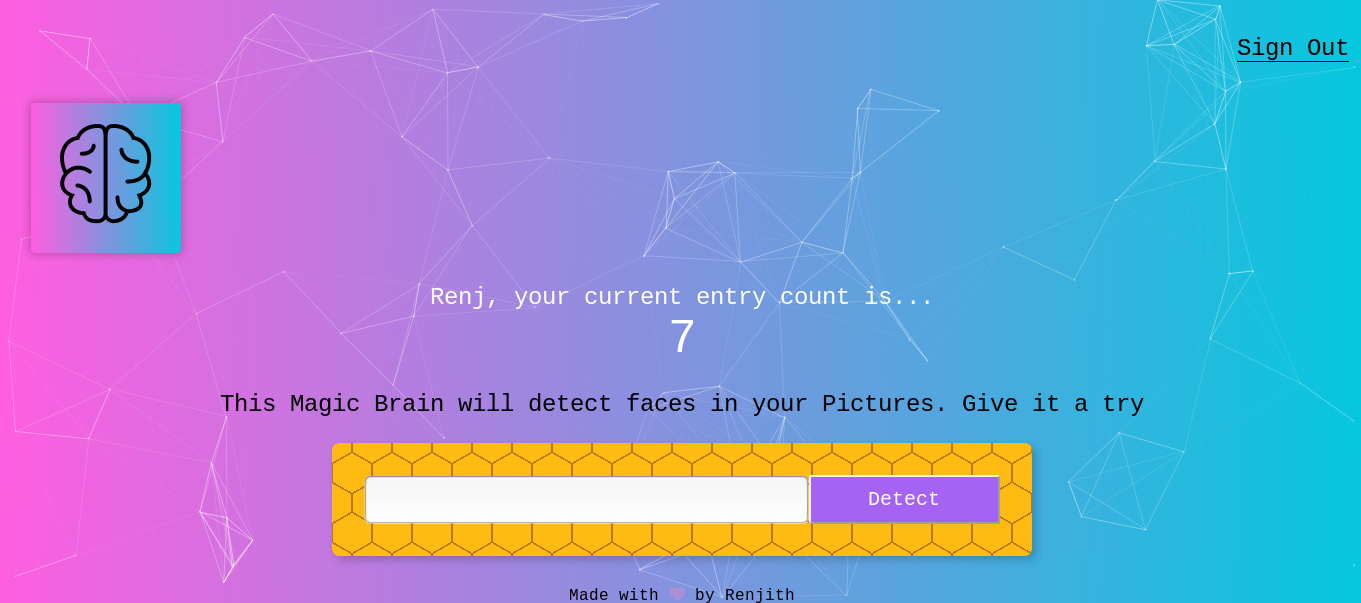 Sign Out
Renj, your current entry count is...
7
This Magic Brain will detect faces in your Pictures. Give it a try
Detect
Made with by Renjith